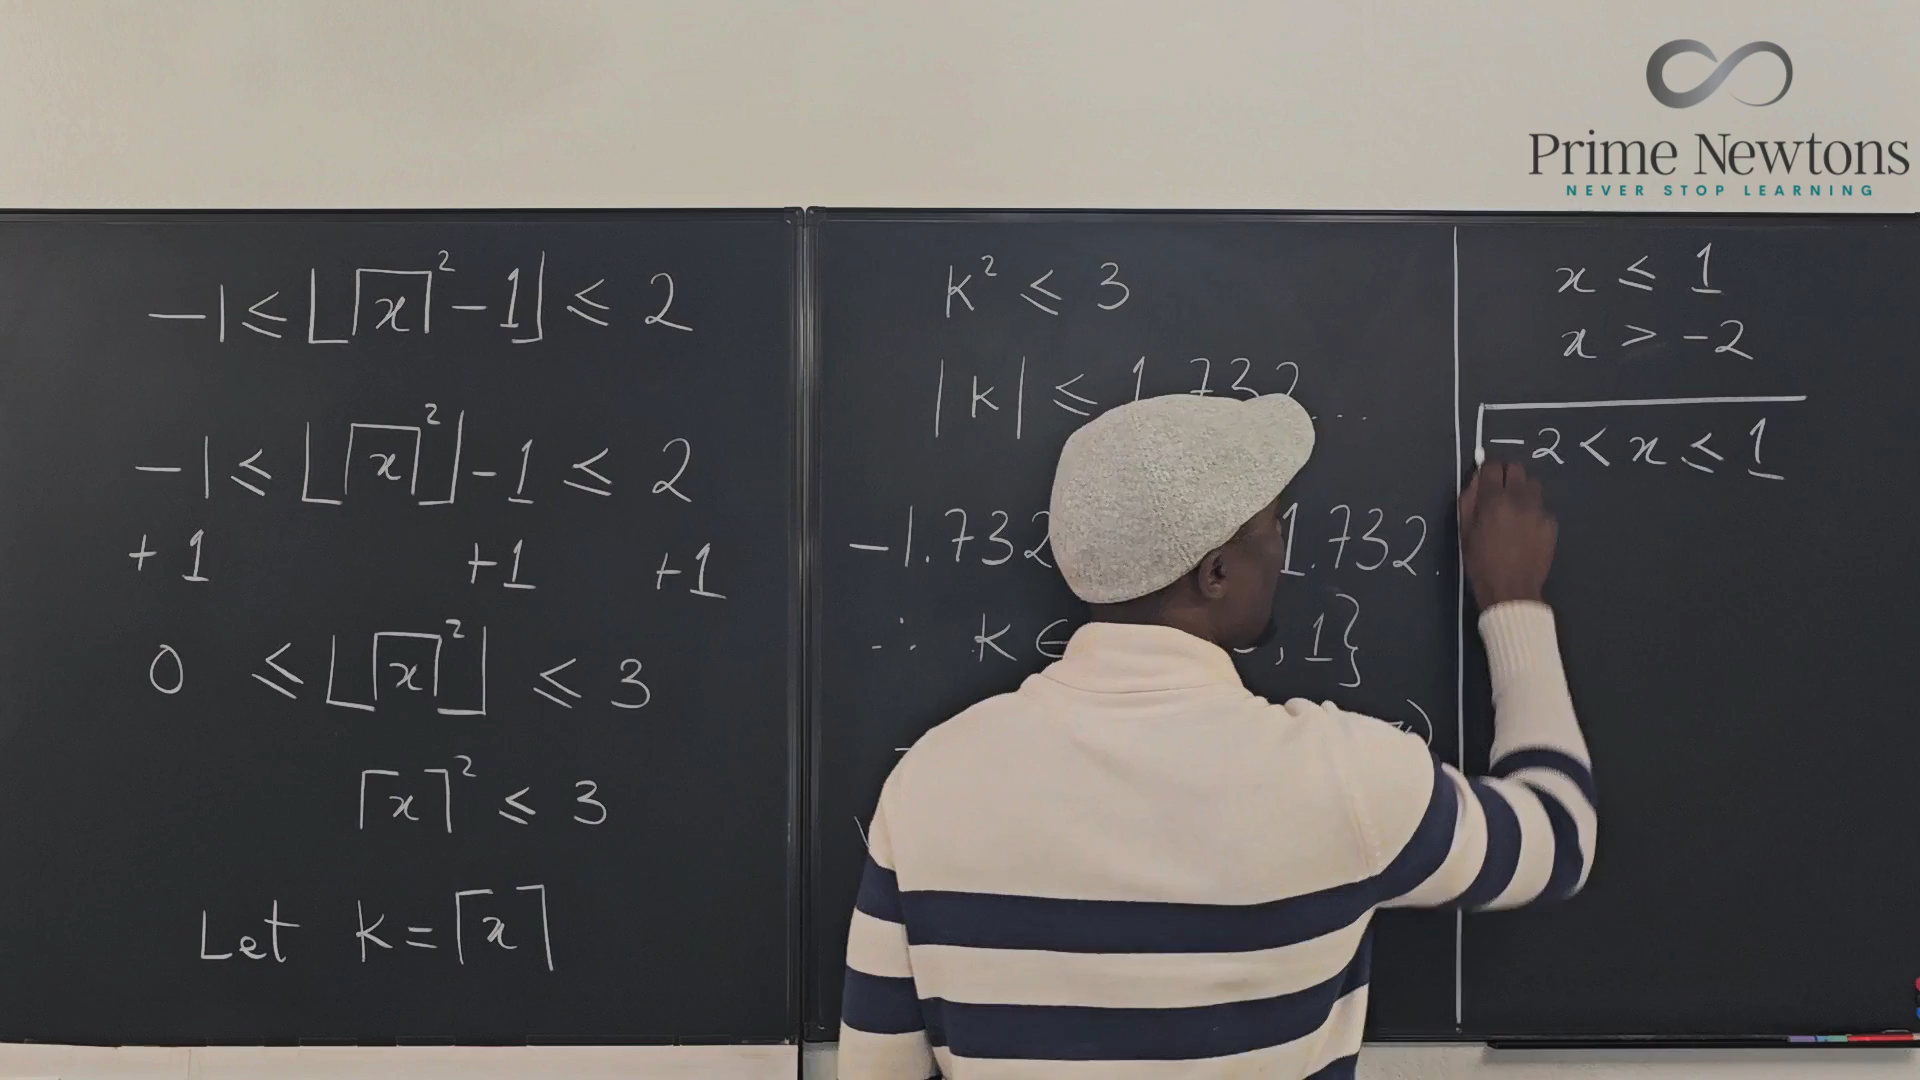 Prime Newtons
NEVER STOP LEARNING
-1 ≤ ⌊⌈x⌉² - 1⌋ ≤ 2
-1 ≤ ⌊⌈x⌉²⌋ - 1 ≤ 2
+1 +1 +1
0 ≤ ⌊⌈x⌉²⌋ ≤ 3
⌈x⌉² ≤ 3
Let k = ⌈x⌉
k² ≤ 3
|k| ≤ 1.732...
-1.732 1.732.
∴ k ∈ , 1}
x ≤ 1
x > -2
-2 < x ≤ 1